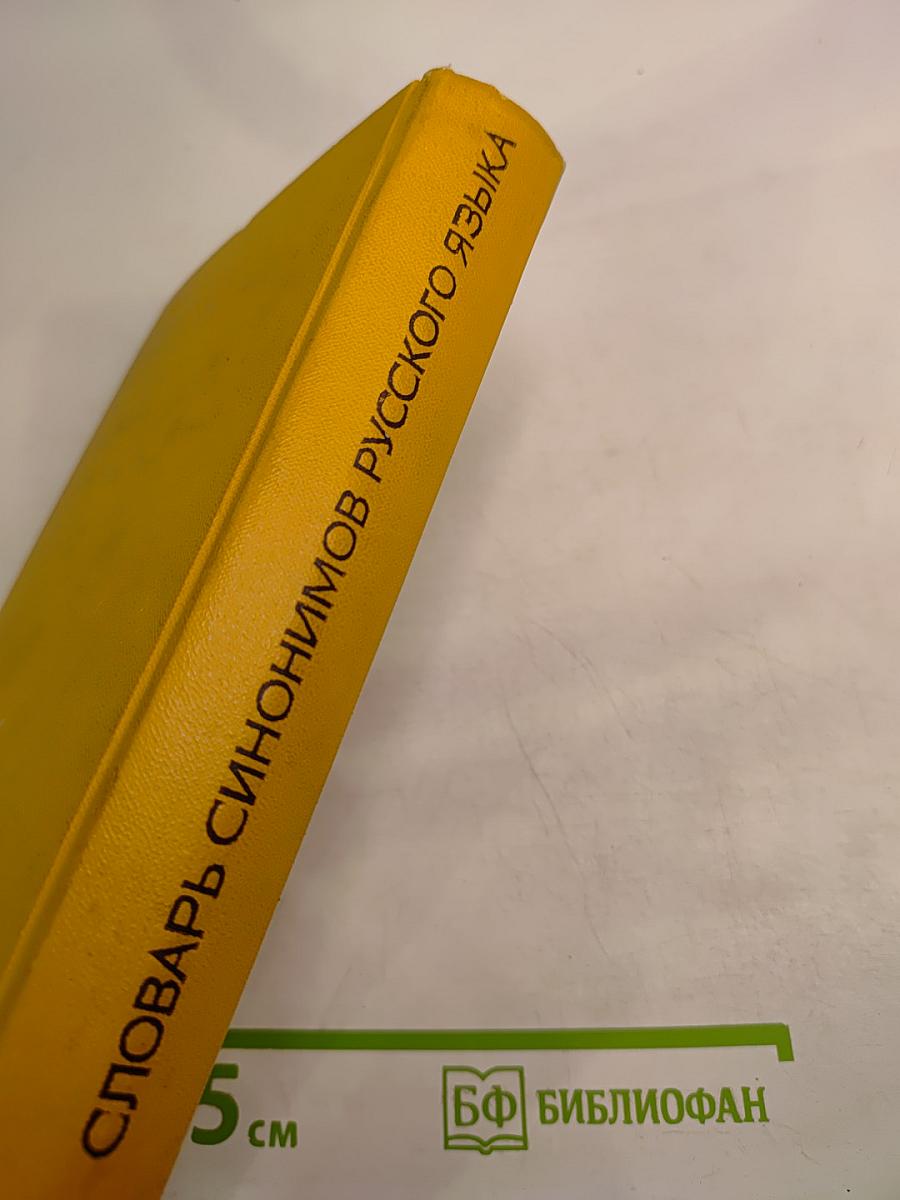 СЛОВАРЬ СИНОНИМОВ РУССКОГО ЯЗЫКА
5 см
БФ БИБЛИОФАН